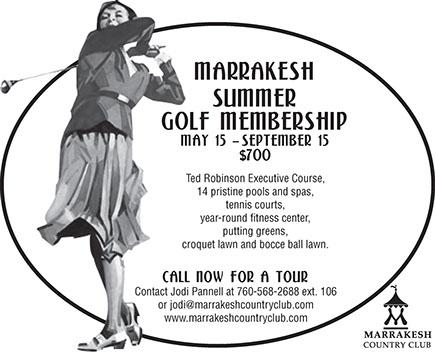 MARRAKESH
SUMMER
GOLF MEMBERSHIP
MAY 15 – SEPTEMBER 15
$700
Ted Robinson Executive Course,
14 pristine pools and spas,
tennis courts,
year-round fitness center,
putting greens,
croquet lawn and bocce ball lawn.
CALL NOW FOR A TOUR
Contact Jodi Pannell at 760-568-2688 ext. 106
or jodi@marrakeshcountryclub.com
www.marrakeshcountryclub.com
MARRAKESH
COUNTRY CLUB